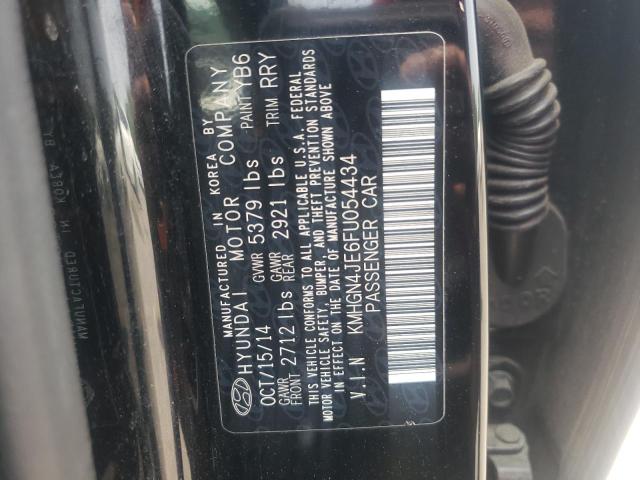 MANUFACTURED IN KOREA BY
HYUNDAI MOTOR COMPANY
OCT/15/14 GVWR 5379 lbs PAINT YB6
GAWR FRONT 2712 lbs GAWR REAR 2921 lbs TRIM RRY
THIS VEHICLE CONFORMS TO ALL APPLICABLE U.S.A. FEDERAL
MOTOR VEHICLE SAFETY, BUMPER, AND THEFT PREVENTION STANDARDS
IN EFFECT ON THE DATE OF MANUFACTURE SHOWN ABOVE
V.I.N KMHGN4JE6FU054434
PASSENGER CAR